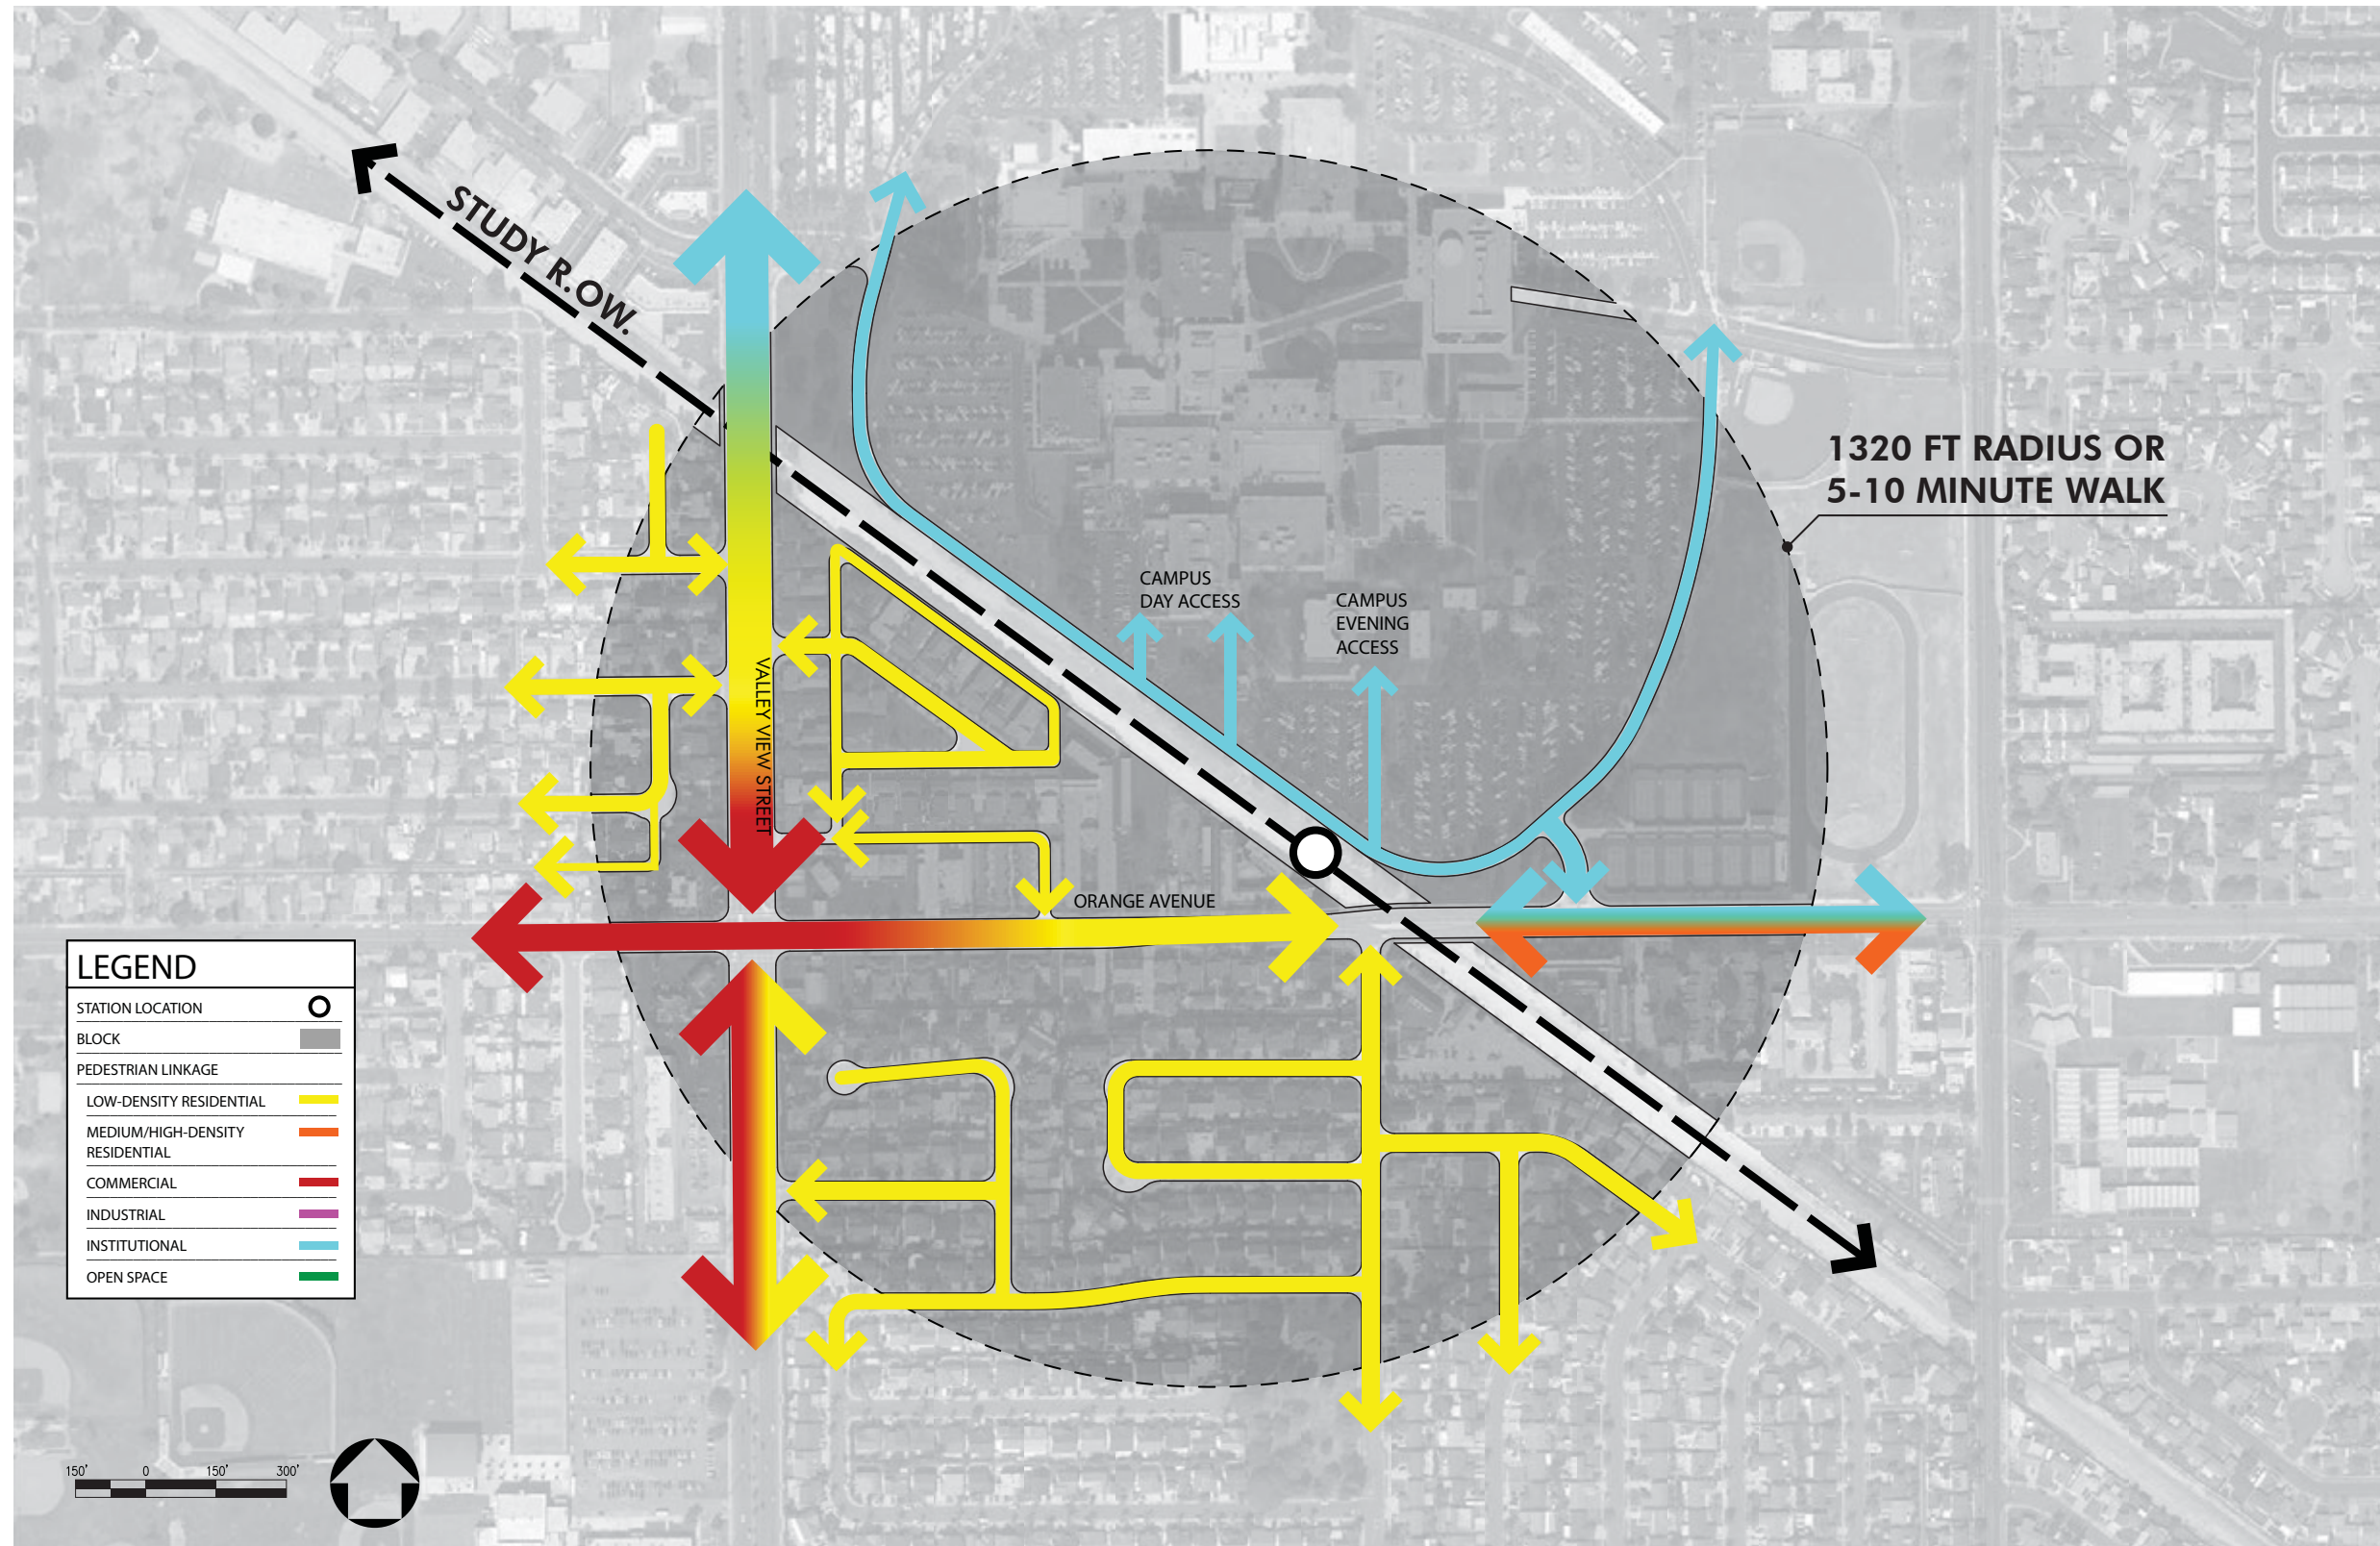 STUDY R.OW.
1320 FT RADIUS OR
5-10 MINUTE WALK
CAMPUS
DAY ACCESS
CAMPUS
EVENING
ACCESS
VALLEY VIEW STREET
ORANGE AVENUE
LEGEND
STATION LOCATION
BLOCK
PEDESTRIAN LINKAGE
LOW-DENSITY RESIDENTIAL
MEDIUM/HIGH-DENSITY
RESIDENTIAL
COMMERCIAL
INDUSTRIAL
INSTITUTIONAL
OPEN SPACE
150' 0 150' 300'